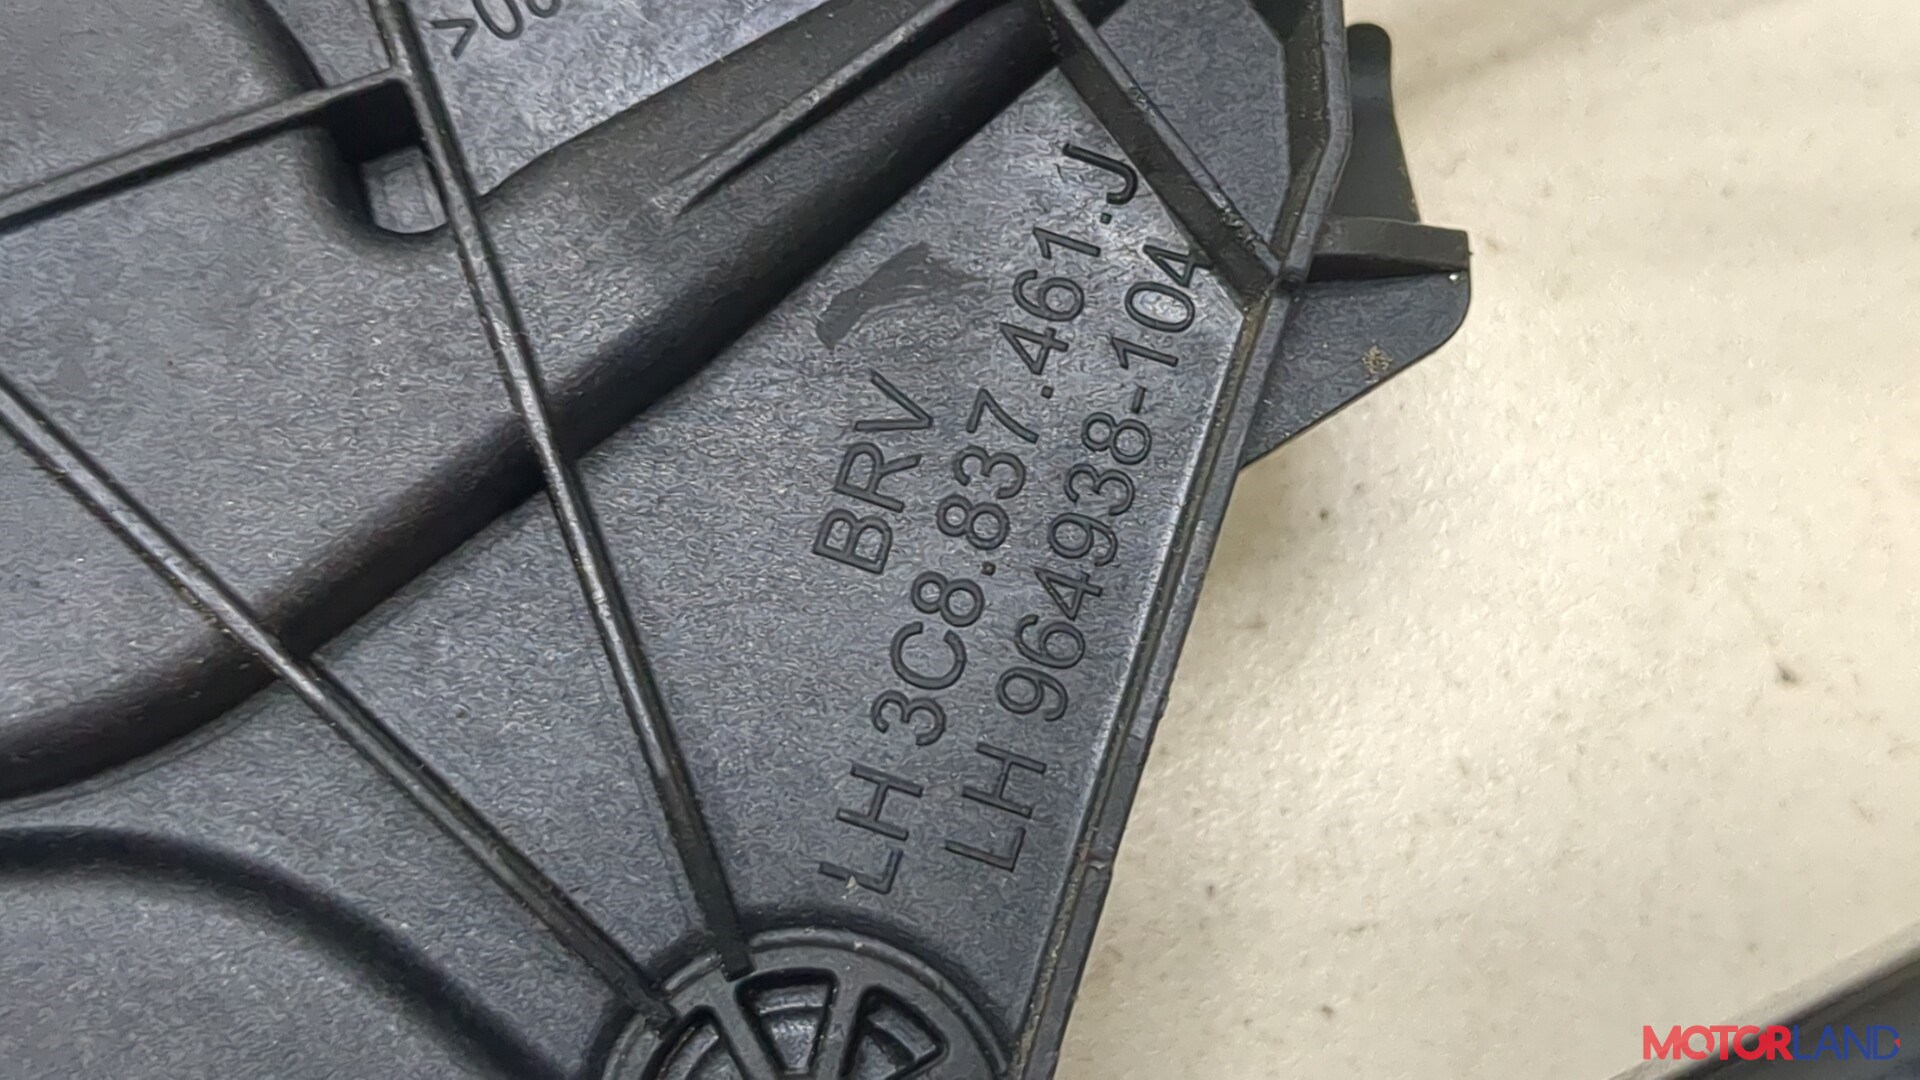 BRV
LH 3C8.837.461.J
LH 964938-104
MOTORLAND